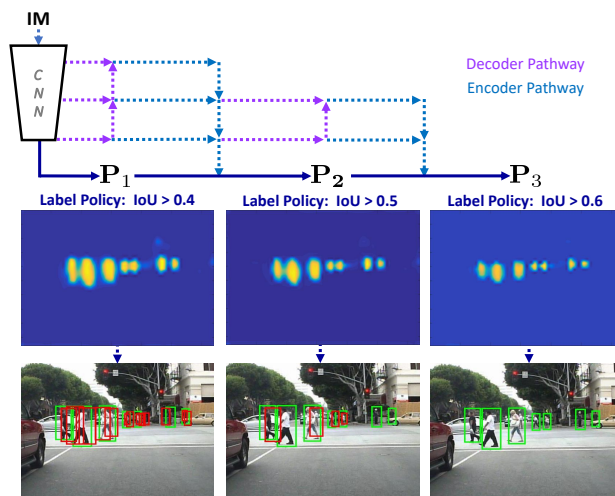 IM
CNN
Decoder Pathway
Encoder Pathway
P1
P2
P3
Label Policy: IoU > 0.4
Label Policy: IoU > 0.5
Label Policy: IoU > 0.6